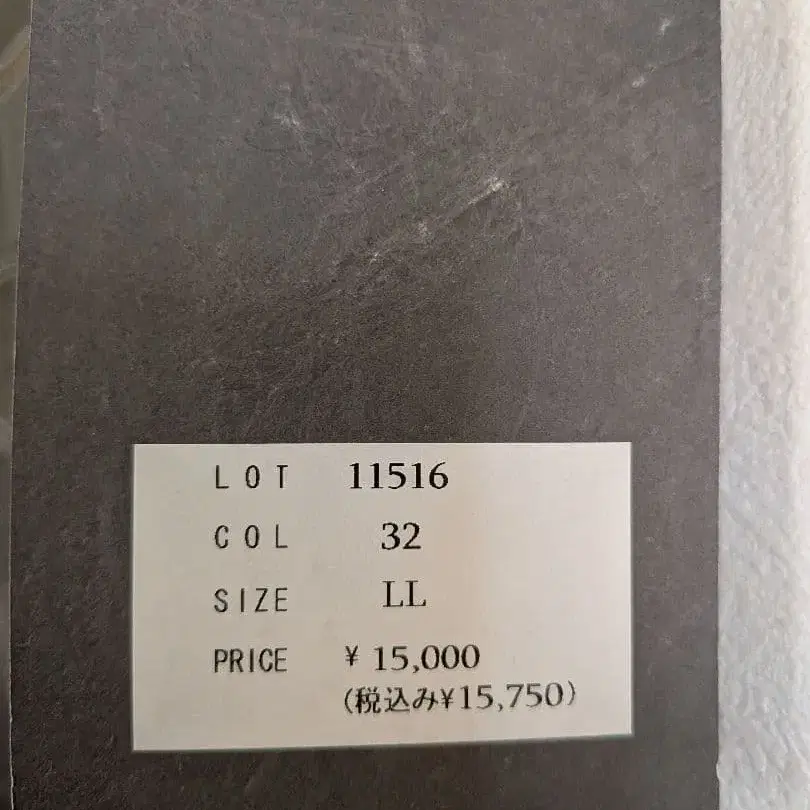 LOT 11516
COL 32
SIZE LL
PRICE ¥ 15,000
(税込み¥15,750)